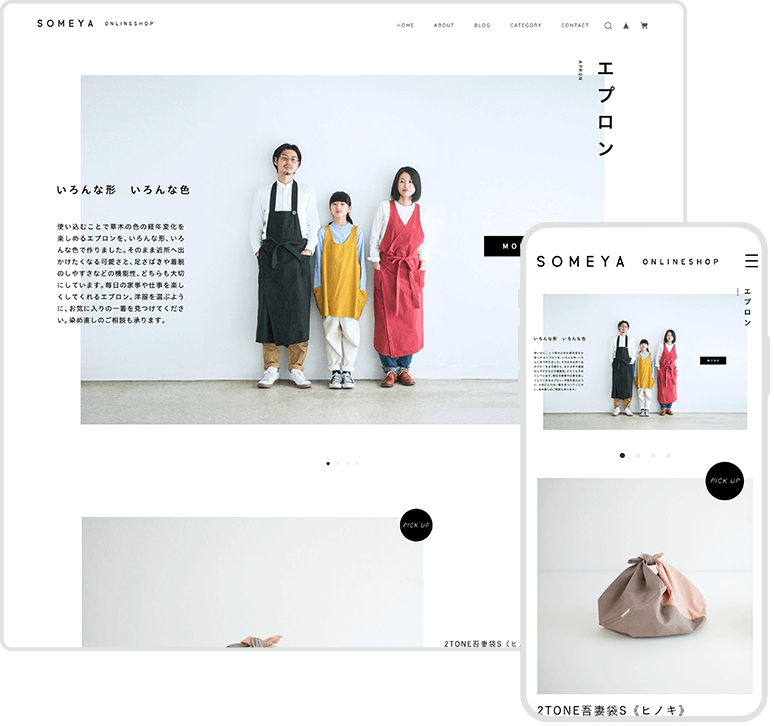 SOMEYA ONLINESHOP
HOME ABOUT BLOG CATEGORY CONTACT
エプロン
APRON
いろんな形　いろんな色
使い込むことで草木の色の経年変化を
楽しめるエプロンを、いろんな形、いろ
んな色で作りました。そのまま近所へ出
かけたくなる可愛さと、足さばきや着脱
のしやすさなどの機能性、どちらも大切
にしています。毎日の家事や仕事を楽し
くしてくれるエプロン。洋服を選ぶよう
に、お気に入りの一着を見つけてくださ
い。染め直しのご相談も承ります。
PICK UP
2TONE吾妻袋S《ヒ
SOMEYA ONLINESHOP
エプロン
いろんな形　いろんな色
MORE
PICK UP
2TONE吾妻袋S《ヒノキ》